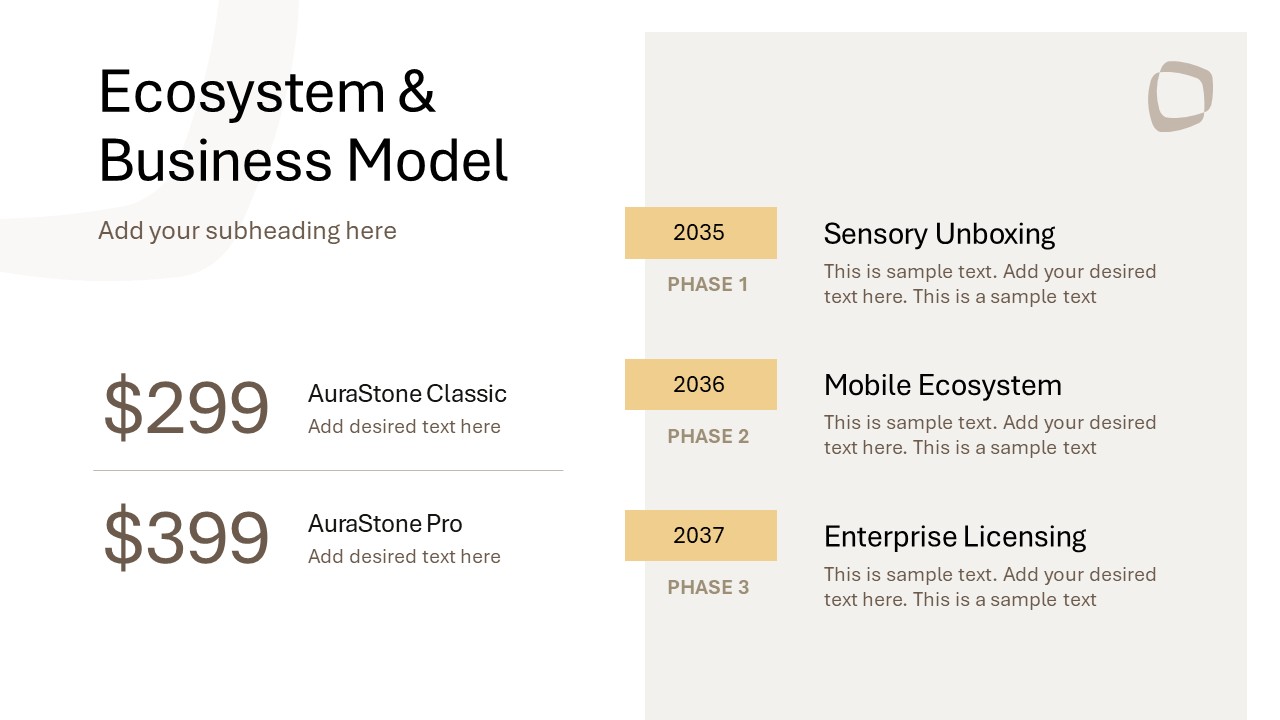 Ecosystem &
Business Model
Add your subheading here
$299
AuraStone Classic
Add desired text here
$399
AuraStone Pro
Add desired text here
2035
PHASE 1
Sensory Unboxing
This is sample text. Add your desired
text here. This is a sample text
2036
PHASE 2
Mobile Ecosystem
This is sample text. Add your desired
text here. This is a sample text
2037
PHASE 3
Enterprise Licensing
This is sample text. Add your desired
text here. This is a sample text